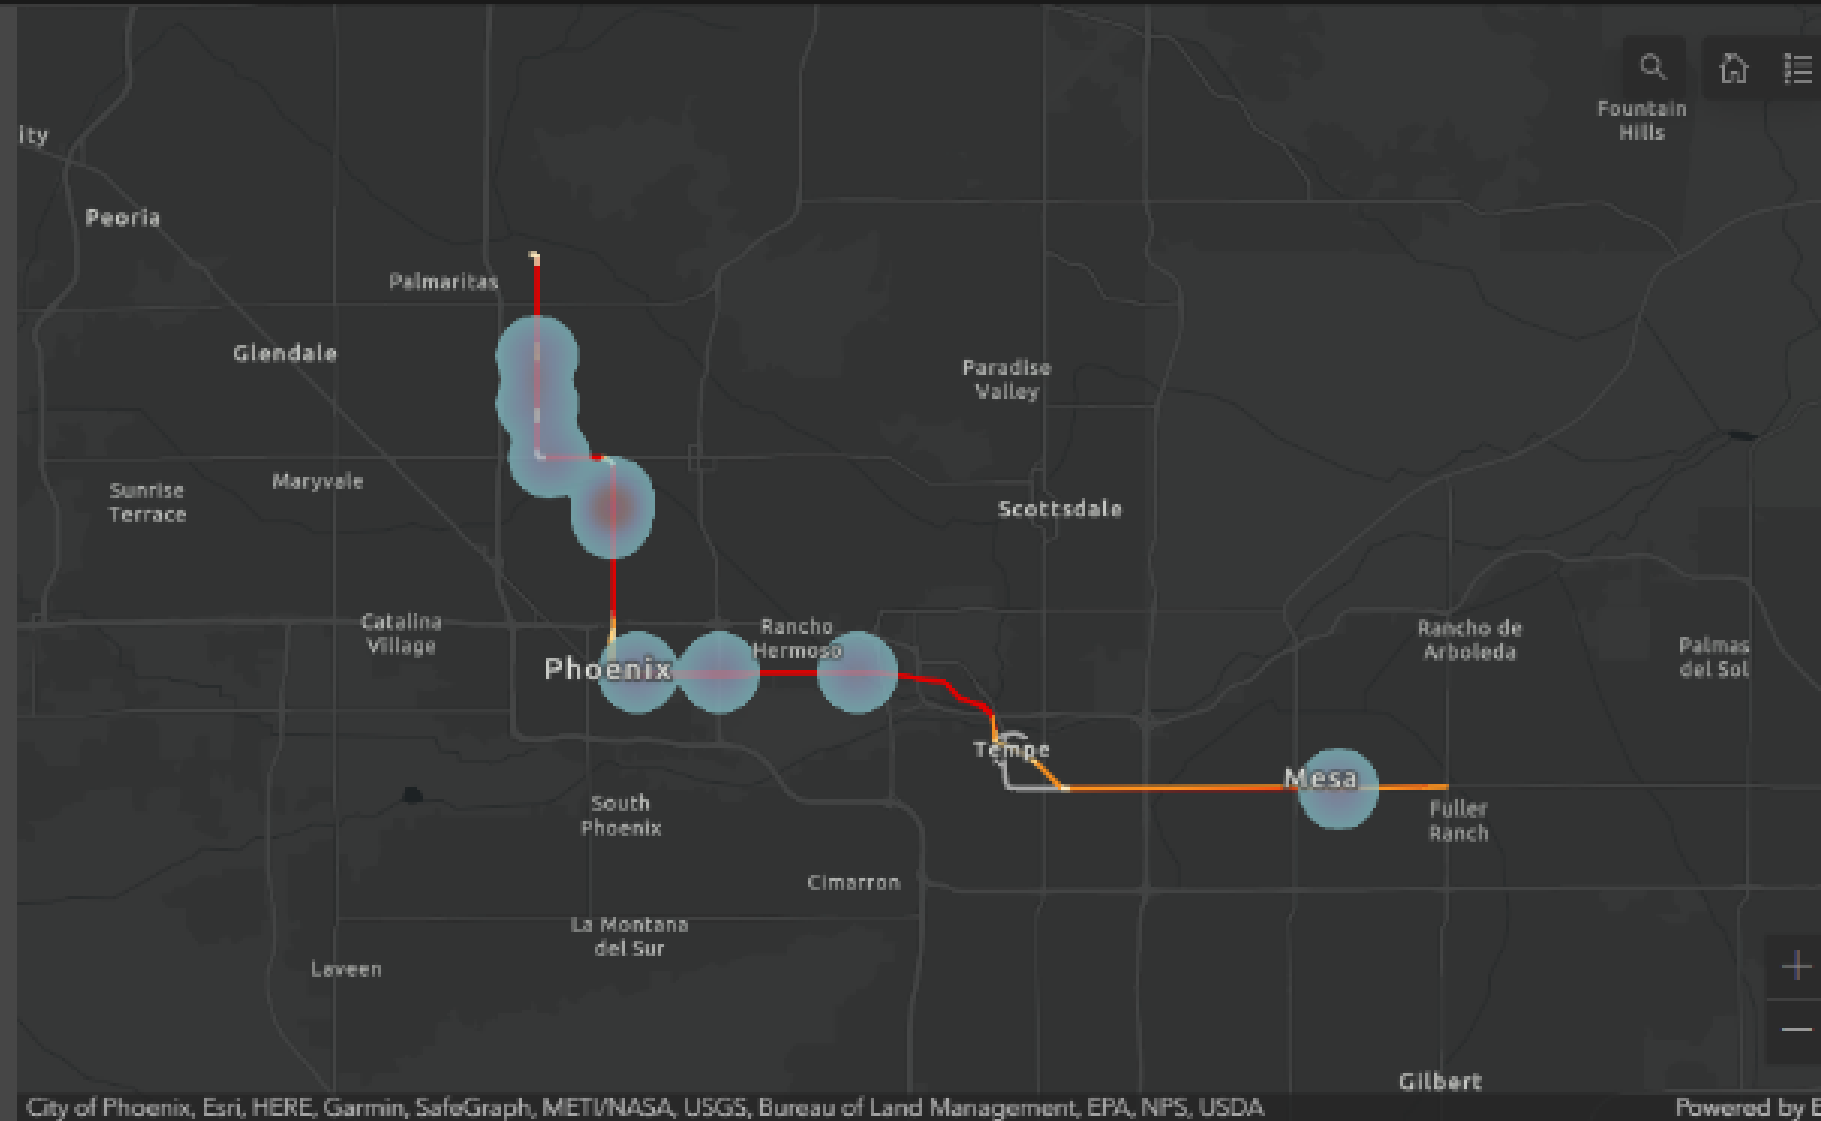 Fountain
Hills
ity
Peoria
Palmaritas
Glendale
Paradise
Valley
Maryvale
Sunrise
Terrace
Scottsdale
Catalina
Village
Rancho
Hermoso
Rancho de
Arboleda
Palmas
del Sol
Phoenix
Tempe
Mesa
South
Phoenix
Fuller
Ranch
Cimarron
La Montana
del Sur
Laveen
Gilbert
City of Phoenix, Esri, HERE, Garmin, SafeGraph, METI/NASA, USGS, Bureau of Land Management, EPA, NPS, USDA
Powered by E